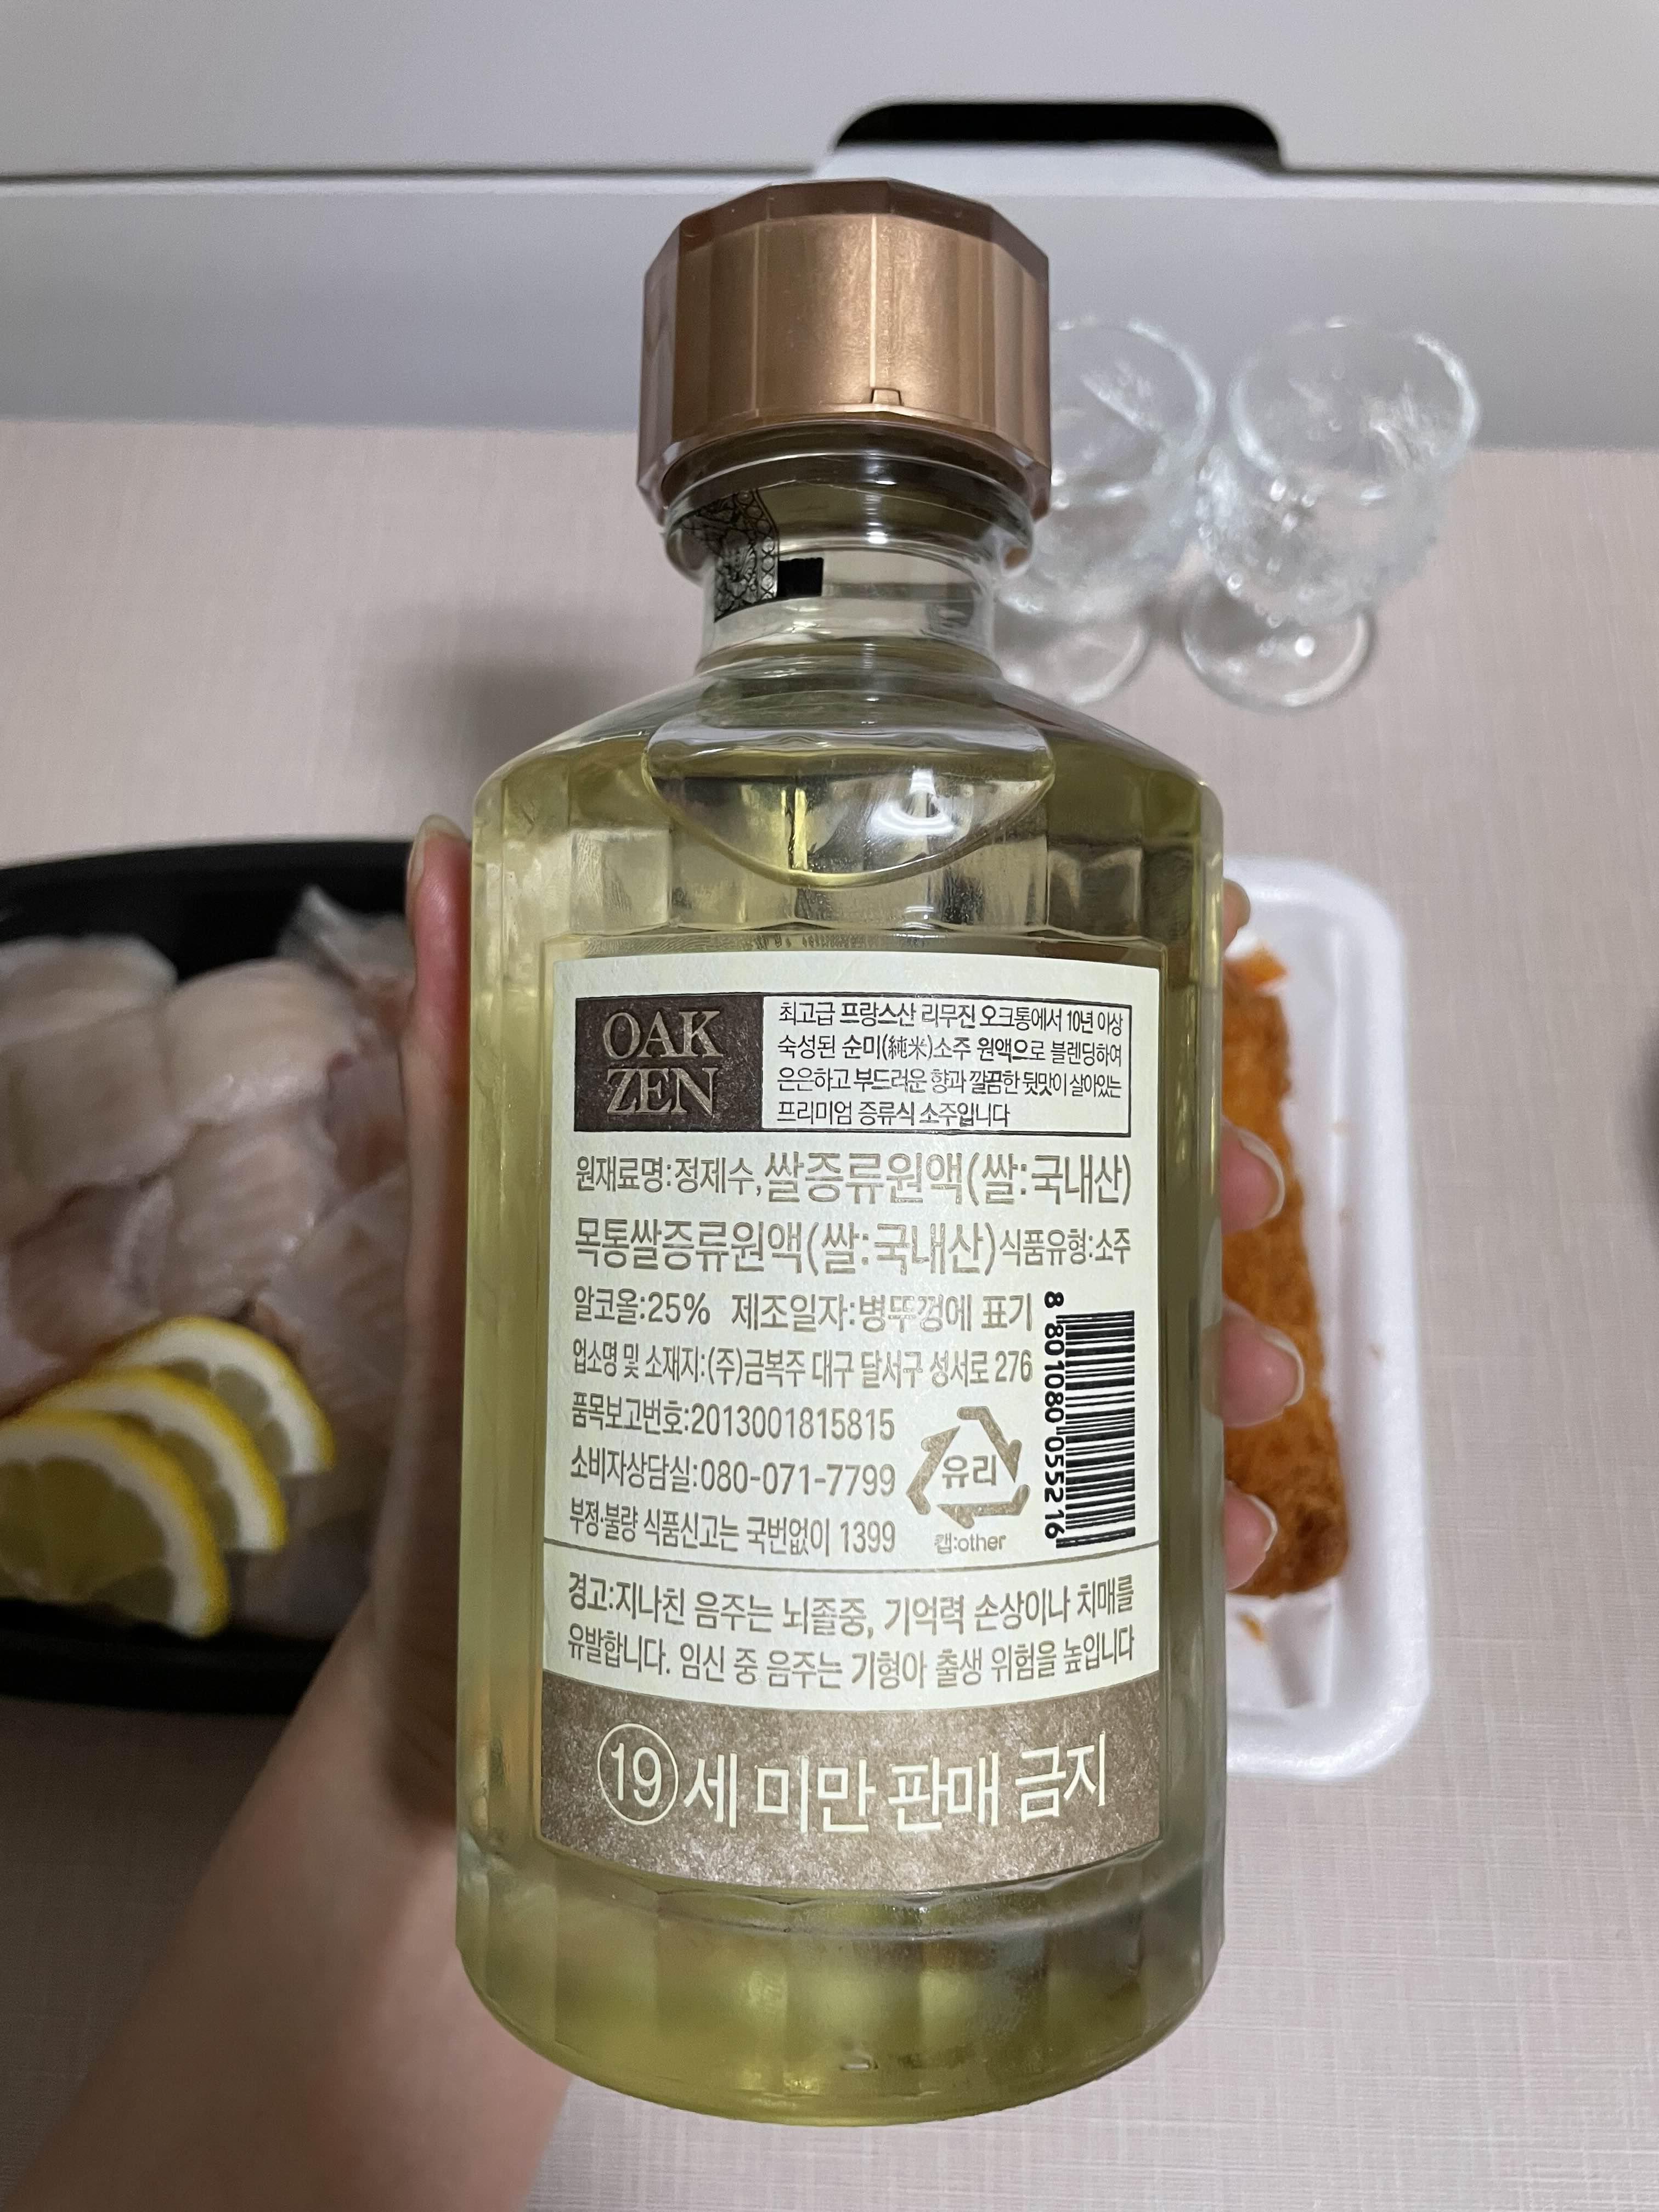 OAK
ZEN
최고급 프랑스산 리무진 오크통에서 10년 이상
숙성된 순미(純米)소주 원액으로 블렌딩하여
은은하고 부드러운 향과 깔끔한 뒷맛이 살아있는
프리미엄 증류식 소주입니다
원재료명:정제수,쌀증류원액(쌀:국내산)
목통쌀증류원액(쌀:국내산)식품유형:소주
알코올:25% 제조일자:병뚜껑에 표기
업소명 및 소재지:(주)금복주 대구 달서구 성서로 276
품목보고번호:2013001815815
소비자상담실:080-071-7799
부정·불량 식품신고는 국번없이 1399
유리
캡:other
8 801080 055216
경고:지나친 음주는 뇌졸중, 기억력 손상이나 치매를
유발합니다. 임신 중 음주는 기형아 출생 위험을 높입니다
19세 미만 판매 금지